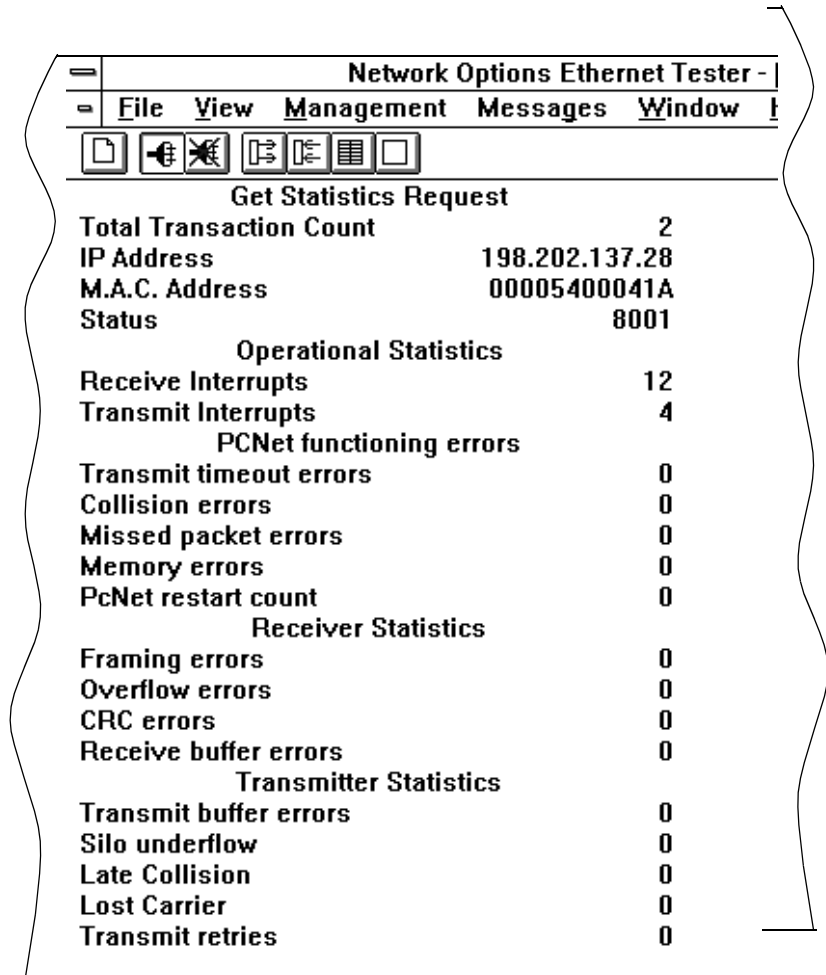 Network Options Ethernet Tester - [
File View Management Messages Window H
Get Statistics Request
Total Transaction Count 2
IP Address 198.202.137.28
M.A.C. Address 00005400041A
Status 8001
Operational Statistics
Receive Interrupts 12
Transmit Interrupts 4
PCNet functioning errors
Transmit timeout errors 0
Collision errors 0
Missed packet errors 0
Memory errors 0
PcNet restart count 0
Receiver Statistics
Framing errors 0
Overflow errors 0
CRC errors 0
Receive buffer errors 0
Transmitter Statistics
Transmit buffer errors 0
Silo underflow 0
Late Collision 0
Lost Carrier 0
Transmit retries 0